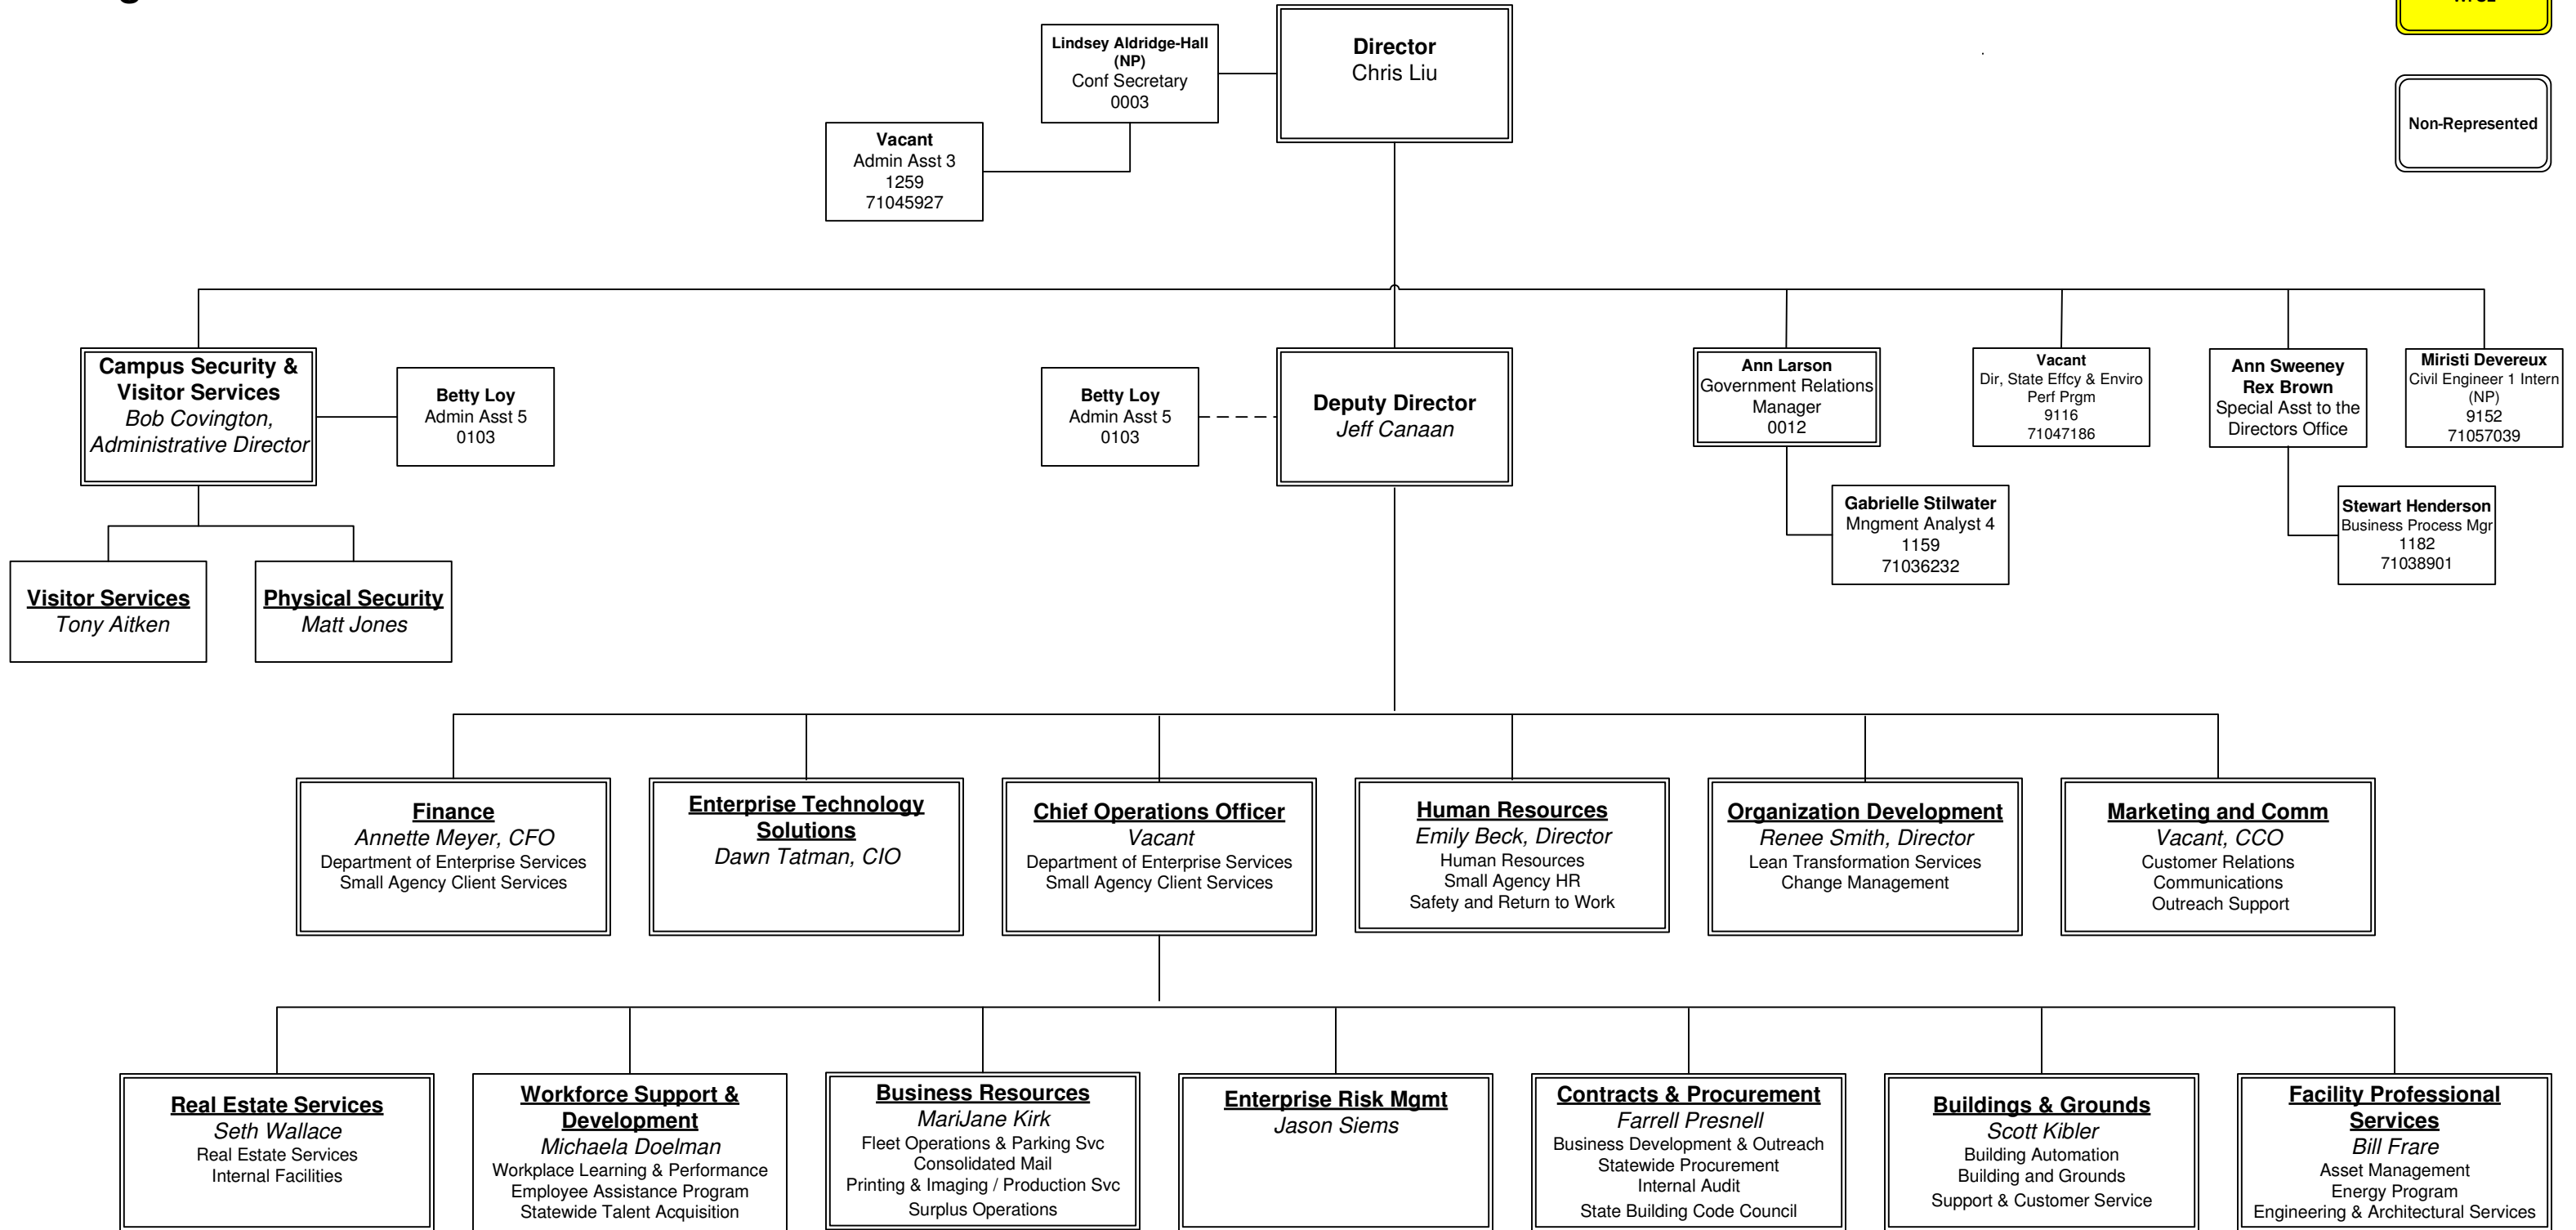 Lindsey Aldridge-Hall
(NP)
Conf Secretary
0003
Director
Chris Liu
Non-Represented
Vacant
Admin Asst 3
1259
71045927
Campus Security &
Visitor Services
Bob Covington,
Administrative Director
Betty Loy
Admin Asst 5
0103
Betty Loy
Admin Asst 5
0103
Deputy Director
Jeff Canaan
Ann Larson
Government Relations
Manager
0012
Vacant
Dir, State Effcy & Enviro
Perf Prgm
9116
71047186
Ann Sweeney
Rex Brown
Special Asst to the
Directors Office
Miristi Devereux
Civil Engineer 1 Intern
(NP)
9152
71057039
Gabrielle Stilwater
Mngment Analyst 4
1159
71036232
Stewart Henderson
Business Process Mgr
1182
71038901
Visitor Services
Tony Aitken
Physical Security
Matt Jones
Finance
Annette Meyer, CFO
Department of Enterprise Services
Small Agency Client Services
Enterprise Technology
Solutions
Dawn Tatman, CIO
Chief Operations Officer
Vacant
Department of Enterprise Services
Small Agency Client Services
Human Resources
Emily Beck, Director
Human Resources
Small Agency HR
Safety and Return to Work
Organization Development
Renee Smith, Director
Lean Transformation Services
Change Management
Marketing and Comm
Vacant, CCO
Customer Relations
Communications
Outreach Support
Real Estate Services
Seth Wallace
Real Estate Services
Internal Facilities
Workforce Support &
Development
Michaela Doelman
Workplace Learning & Performance
Employee Assistance Program
Statewide Talent Acquisition
Business Resources
MariJane Kirk
Fleet Operations & Parking Svc
Consolidated Mail
Printing & Imaging / Production Svc
Surplus Operations
Enterprise Risk Mgmt
Jason Siems
Contracts & Procurement
Farrell Presnell
Business Development & Outreach
Statewide Procurement
Internal Audit
State Building Code Council
Buildings & Grounds
Scott Kibler
Building Automation
Building and Grounds
Support & Customer Service
Facility Professional
Services
Bill Frare
Asset Management
Energy Program
Engineering & Architectural Services